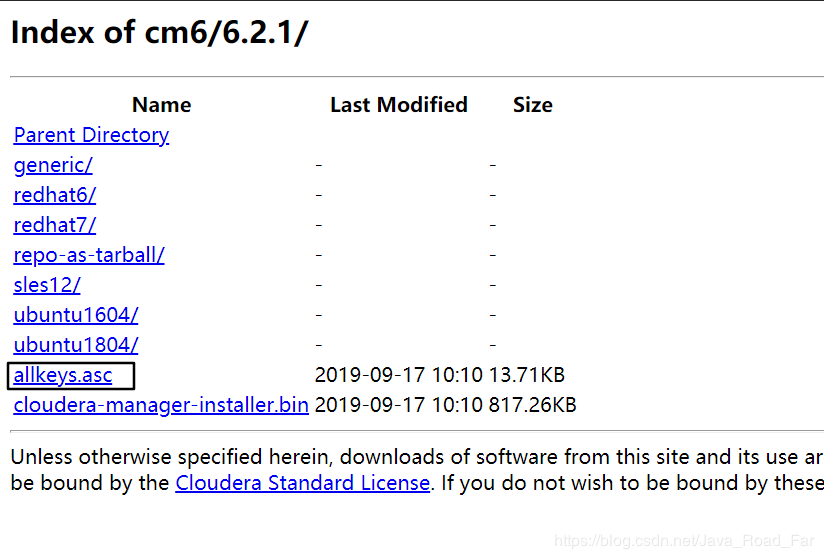 Index of cm6/6.2.1/
Name Last Modified Size
Parent Directory
generic/ - -
redhat6/ - -
redhat7/ - -
repo-as-tarball/ - -
sles12/ - -
ubuntu1604/ - -
ubuntu1804/ - -
allkeys.asc 2019-09-17 10:10 13.71KB
cloudera-manager-installer.bin 2019-09-17 10:10 817.26KB
Unless otherwise specified herein, downloads of software from this site and its use ar
be bound by the Cloudera Standard License. If you do not wish to be bound by these
https://blog.csdn.net/Java_Road_Far